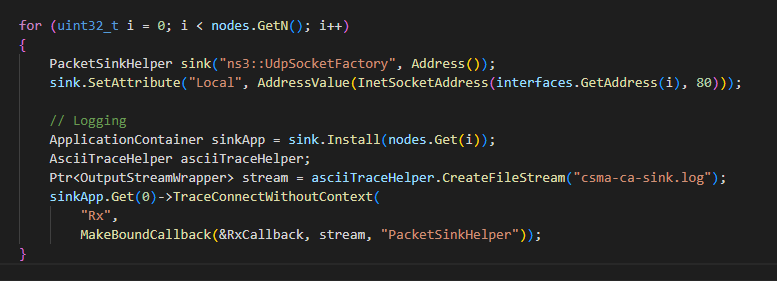 for (uint32_t i = 0; i < nodes.GetN(); i++)
{
    PacketSinkHelper sink("ns3::UdpSocketFactory", Address());
    sink.SetAttribute("Local", AddressValue(InetSocketAddress(interfaces.GetAddress(i), 80)));

    // Logging
    ApplicationContainer sinkApp = sink.Install(nodes.Get(i));
    AsciiTraceHelper asciiTraceHelper;
    Ptr<OutputStreamWrapper> stream = asciiTraceHelper.CreateFileStream("csma-ca-sink.log");
    sinkApp.Get(0)->TraceConnectWithoutContext(
        "Rx",
        MakeBoundCallback(&RxCallback, stream, "PacketSinkHelper"));
}